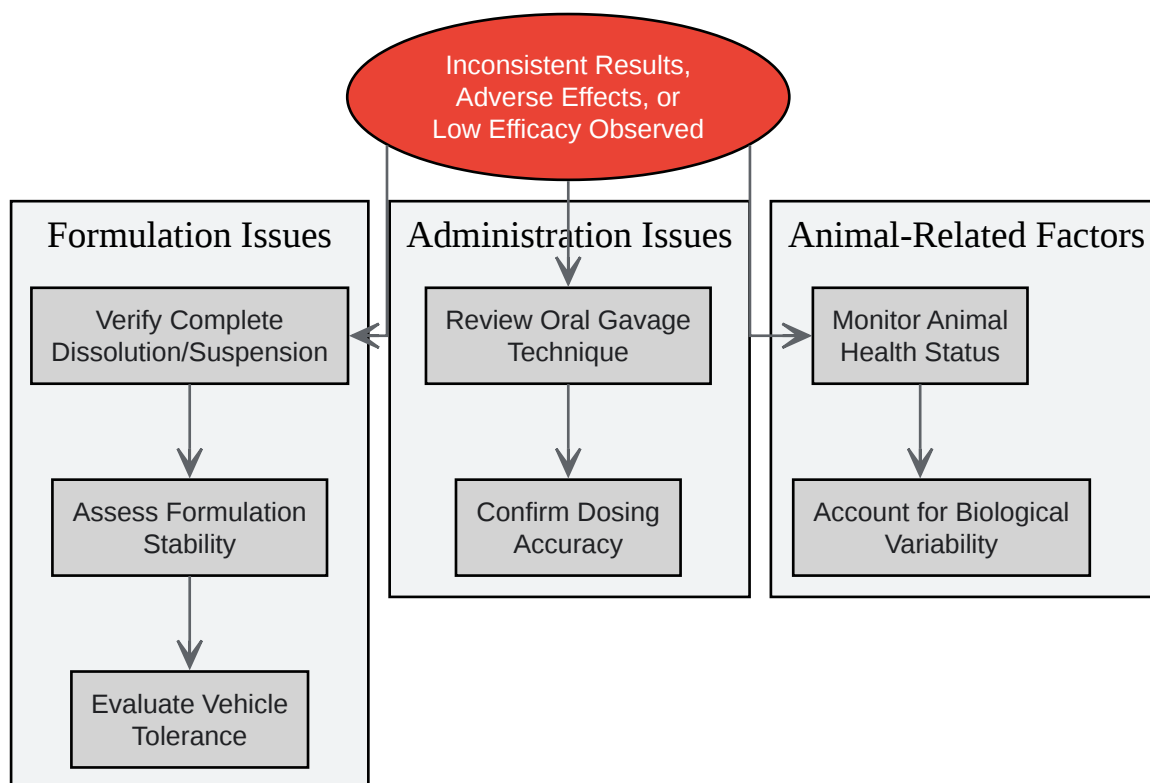 Inconsistent Results,
Adverse Effects, or
Low Efficacy Observed
Formulation Issues
Verify Complete
Dissolution/Suspension
Assess Formulation
Stability
Evaluate Vehicle
Tolerance
Administration Issues
Review Oral Gavage
Technique
Confirm Dosing
Accuracy
Animal-Related Factors
Monitor Animal
Health Status
Account for Biological
Variability